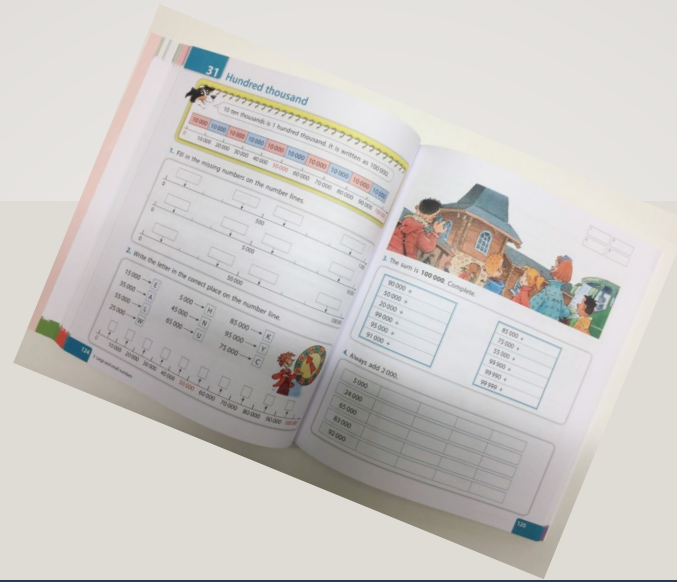 31 Hundred thousand
10 ten thousands is 1 hundred thousand. It is written as 100 000.
10 000 10 000 10 000 10 000 10 000 10 000 10 000 10 000 10 000 10 000
0 10 000 20 000 30 000 40 000 50 000 60 000 70 000 80 000 90 000
1. Fill in the missing numbers on the number lines.
0
500
0
5 000
0
50 000
2. Write the letter in the correct place on the number line.
15 000 E
35 000 A
55 000
25 000
5 000 H
45 000 N
65 000 U
85 000 K
95 000 Y
75 000 C
0 10 000 20 000 30 000 40 000 50 000 60 000 70 000 80 000 90 000
124
3. The sum is 100 000. Complete.
90 000 +
50 000 +
20 000 +
99 000 +
95 000 +
91 000 +
85 000 +
75 000 +
55 000 +
99 900 +
99 990 +
99 999 +
4. Always add 2 000.
5 000
24 000
65 000
83 000
92 000
125